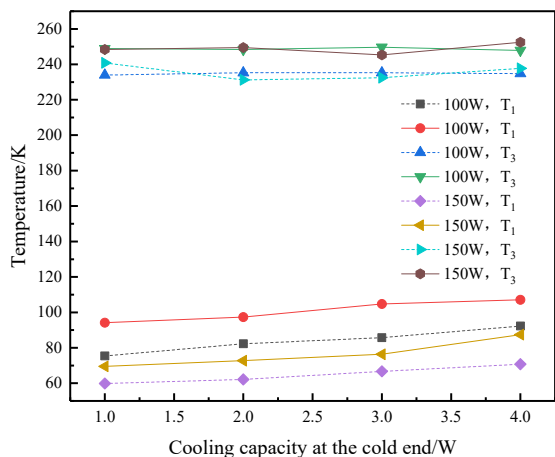 260
240
220
200
180
160
140
120
100
80
60
Temperature/K
100W, T₁
100W, T₁
100W, T₃
100W, T₃
150W, T₁
150W, T₁
150W, T₃
150W, T₃
1.0 1.5 2.0 2.5 3.0 3.5 4.0
Cooling capacity at the cold end/W